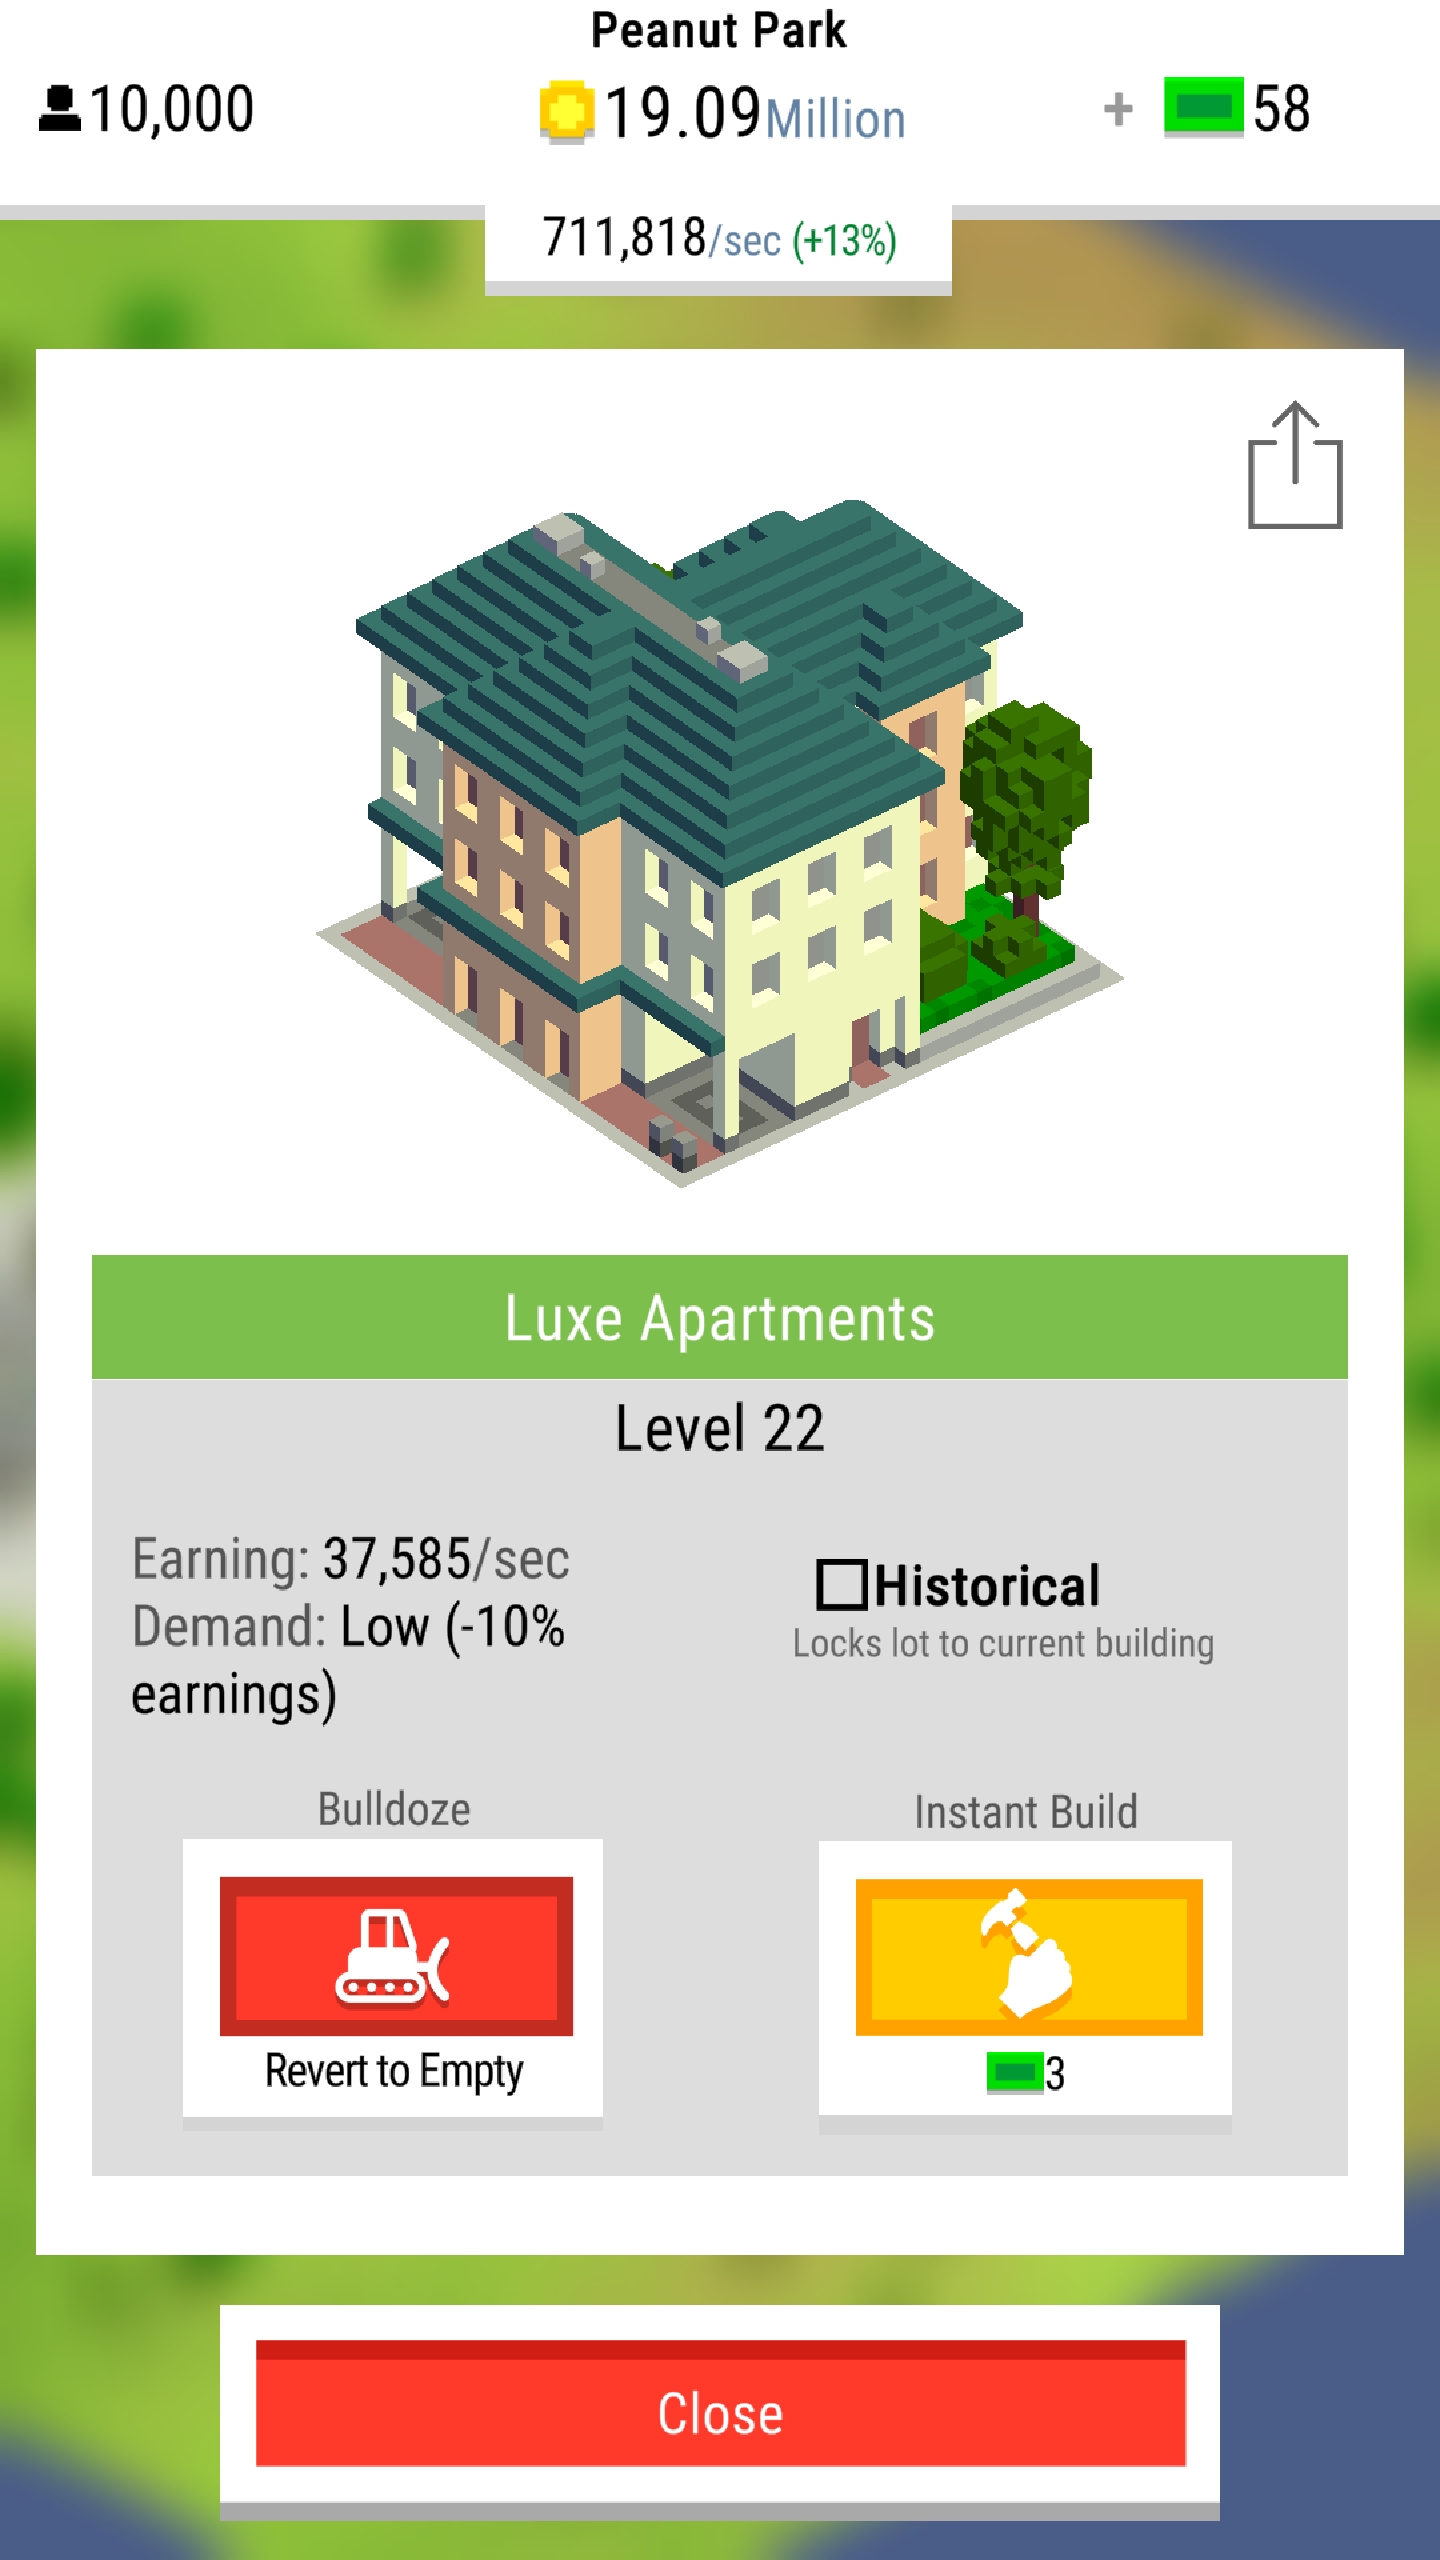 Peanut Park
10,000
19.09Million
+ 58
711,818/sec (+13%)
Luxe Apartments
Level 22
Earning: 37,585/sec
Demand: Low (-10%
earnings)
Historical
Locks lot to current building
Bulldoze
Revert to Empty
Instant Build
3
Close